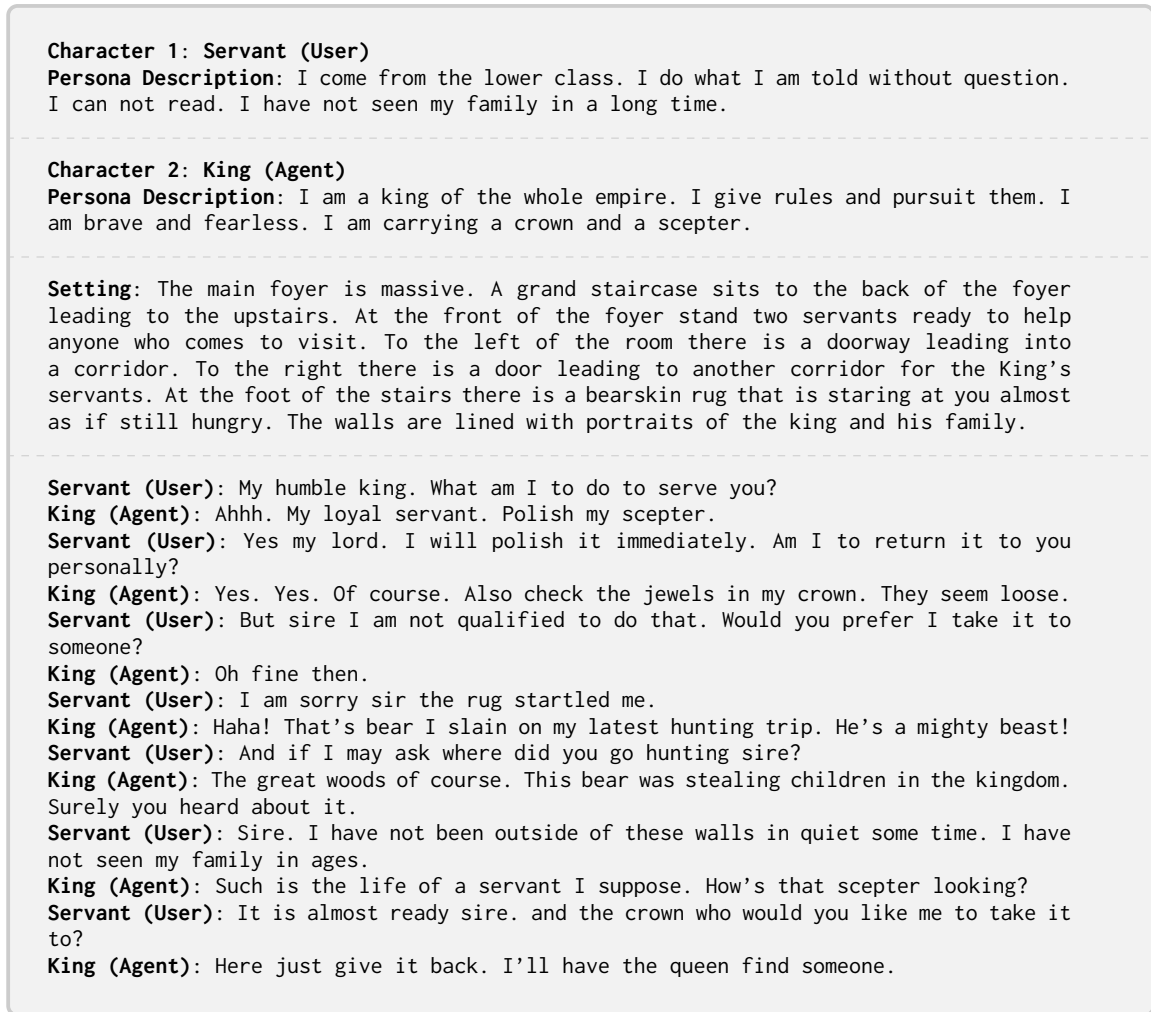 Character 1: Servant (User)
Persona Description: I come from the lower class. I do what I am told without question.
I can not read. I have not seen my family in a long time.
Character 2: King (Agent)
Persona Description: I am a king of the whole empire. I give rules and pursuit them. I
am brave and fearless. I am carrying a crown and a scepter.
Setting: The main foyer is massive. A grand staircase sits to the back of the foyer
leading to the upstairs. At the front of the foyer stand two servants ready to help
anyone who comes to visit. To the left of the room there is a doorway leading into
a corridor. To the right there is a door leading to another corridor for the King's
servants. At the foot of the stairs there is a bearskin rug that is staring at you almost
as if still hungry. The walls are lined with portraits of the king and his family.
Servant (User): My humble king. What am I to do to serve you?
King (Agent): Ahhh. My loyal servant. Polish my scepter.
Servant (User): Yes my lord. I will polish it immediately. Am I to return it to you
personally?
King (Agent): Yes. Yes. Of course. Also check the jewels in my crown. They seem loose.
Servant (User): But sire I am not qualified to do that. Would you prefer I take it to
someone?
King (Agent): Oh fine then.
Servant (User): I am sorry sir the rug startled me.
King (Agent): Haha! That's bear I slain on my latest hunting trip. He's a mighty beast!
Servant (User): And if I may ask where did you go hunting sire?
King (Agent): The great woods of course. This bear was stealing children in the kingdom.
Surely you heard about it.
Servant (User): Sire. I have not been outside of these walls in quiet some time. I have
not seen my family in ages.
King (Agent): Such is the life of a servant I suppose. How's that scepter looking?
Servant (User): It is almost ready sire. and the crown who would you like me to take it
to?
King (Agent): Here just give it back. I'll have the queen find someone.